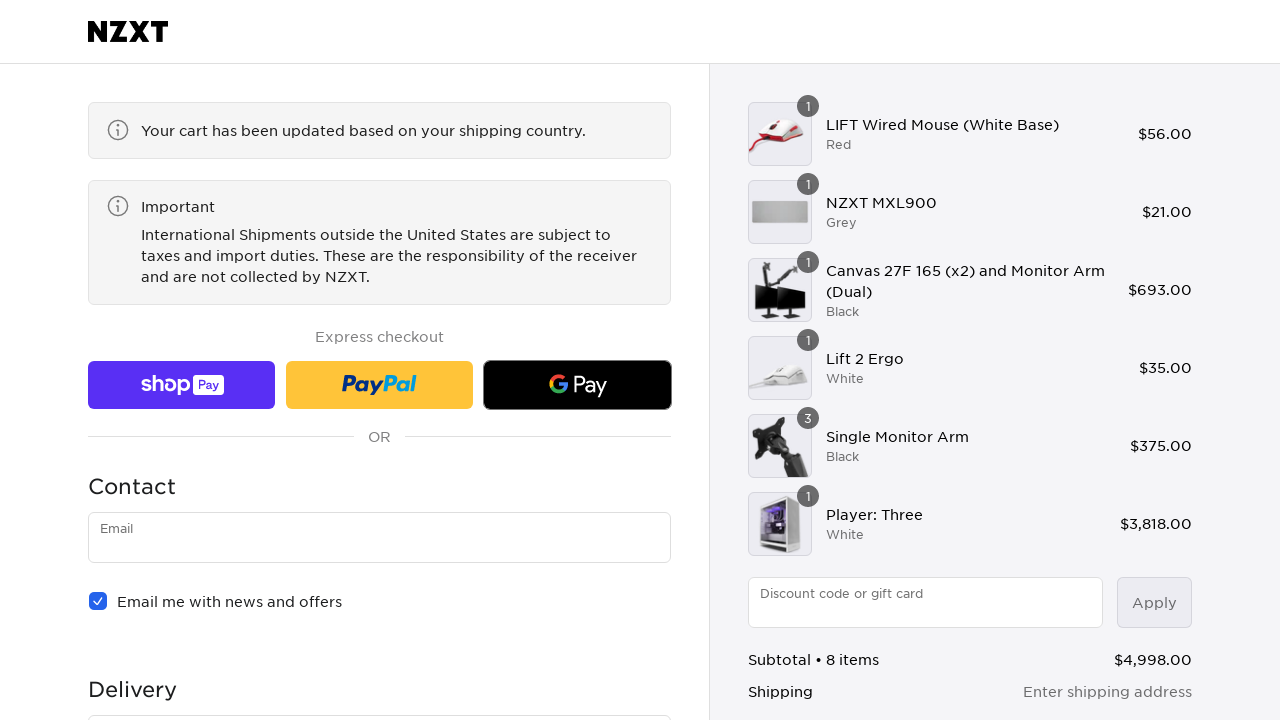 NZXT
Your cart has been updated based on your shipping country.
Important
International Shipments outside the United States are subject to
taxes and import duties. These are the responsibility of the receiver
and are not collected by NZXT.
Express checkout
shop Pay
PayPal
G Pay
OR
Contact
Email
Email me with news and offers
Delivery
1
LIFT Wired Mouse (White Base)
Red
$56.00
1
NZXT MXL900
Grey
$21.00
1
Canvas 27F 165 (x2) and Monitor Arm
(Dual)
Black
$693.00
1
Lift 2 Ergo
White
$35.00
3
Single Monitor Arm
Black
$375.00
1
Player: Three
White
$3,818.00
Discount code or gift card
Apply
Subtotal • 8 items
$4,998.00
Shipping
Enter shipping address